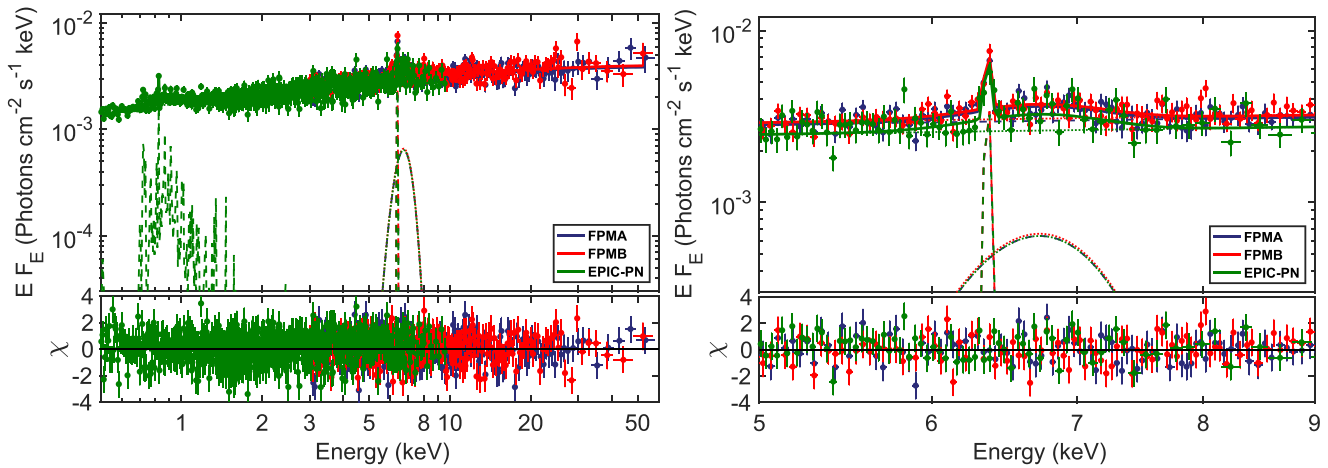 E F_E (Photons cm^-2 s^-1 keV)
10^-2
10^-3
10^-4
FPMA
FPMB
EPIC-PN
χ
4
2
0
-2
-4
1 2 3 5 8 10 20 30 50
Energy (keV)
E F_E (Photons cm^-2 s^-1 keV)
10^-2
10^-3
FPMA
FPMB
EPIC-PN
χ
4
2
0
-2
-4
5 6 7 8 9
Energy (keV)